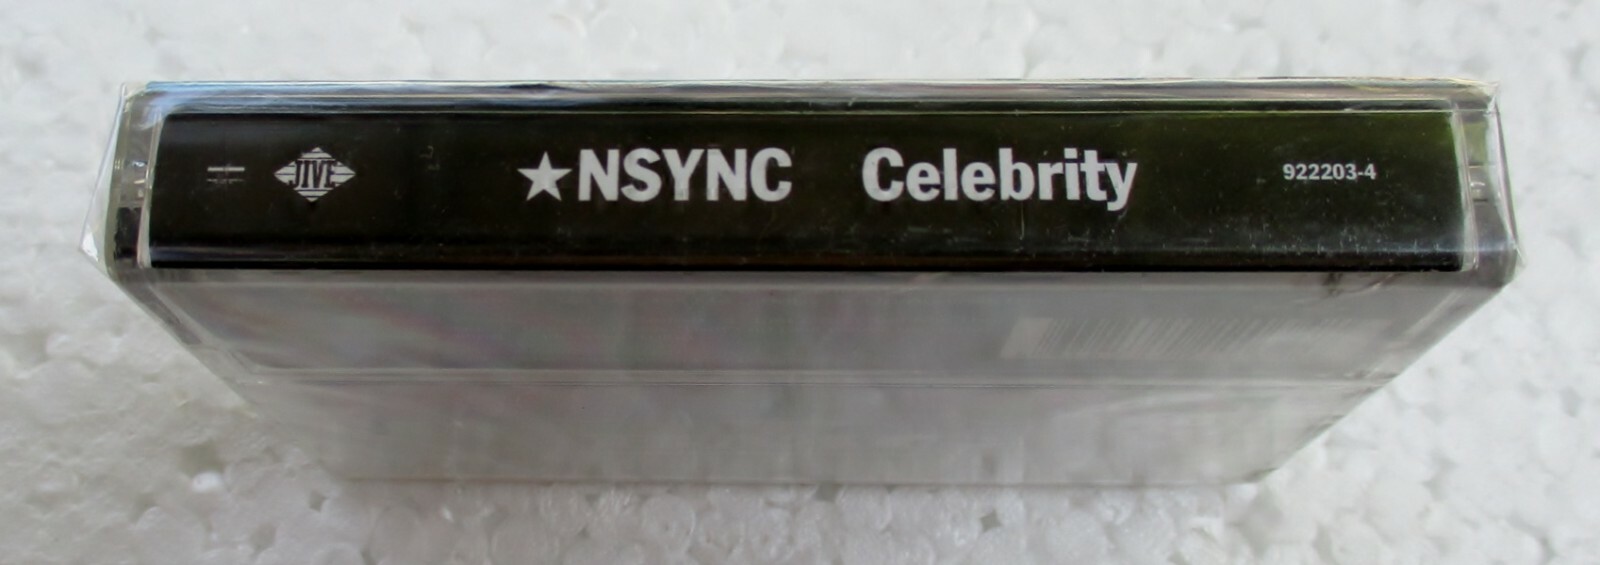 JIVE ★NSYNC Celebrity 922203-4